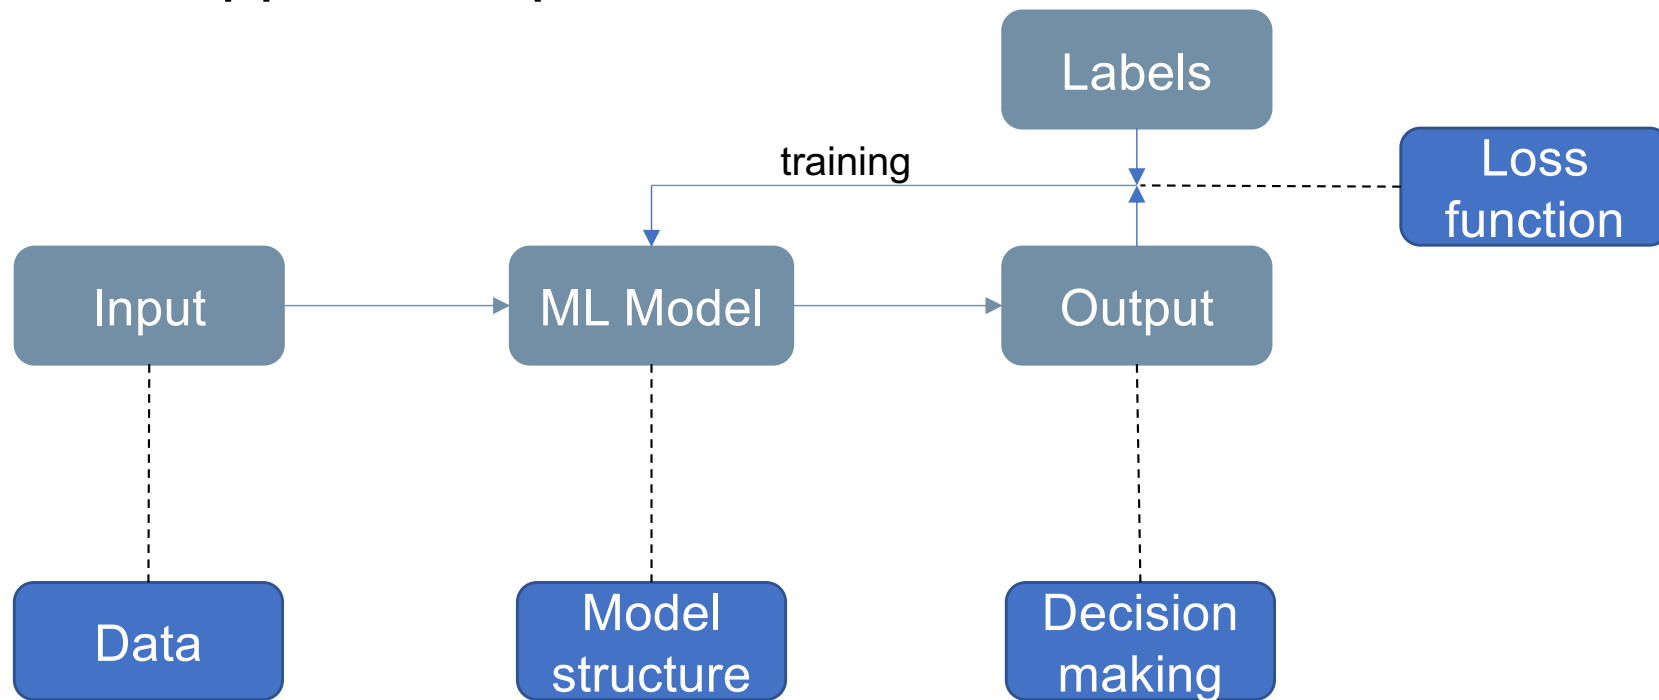 Labels
training
Loss
function
Input
ML Model
Output
Data
Model
structure
Decision
making